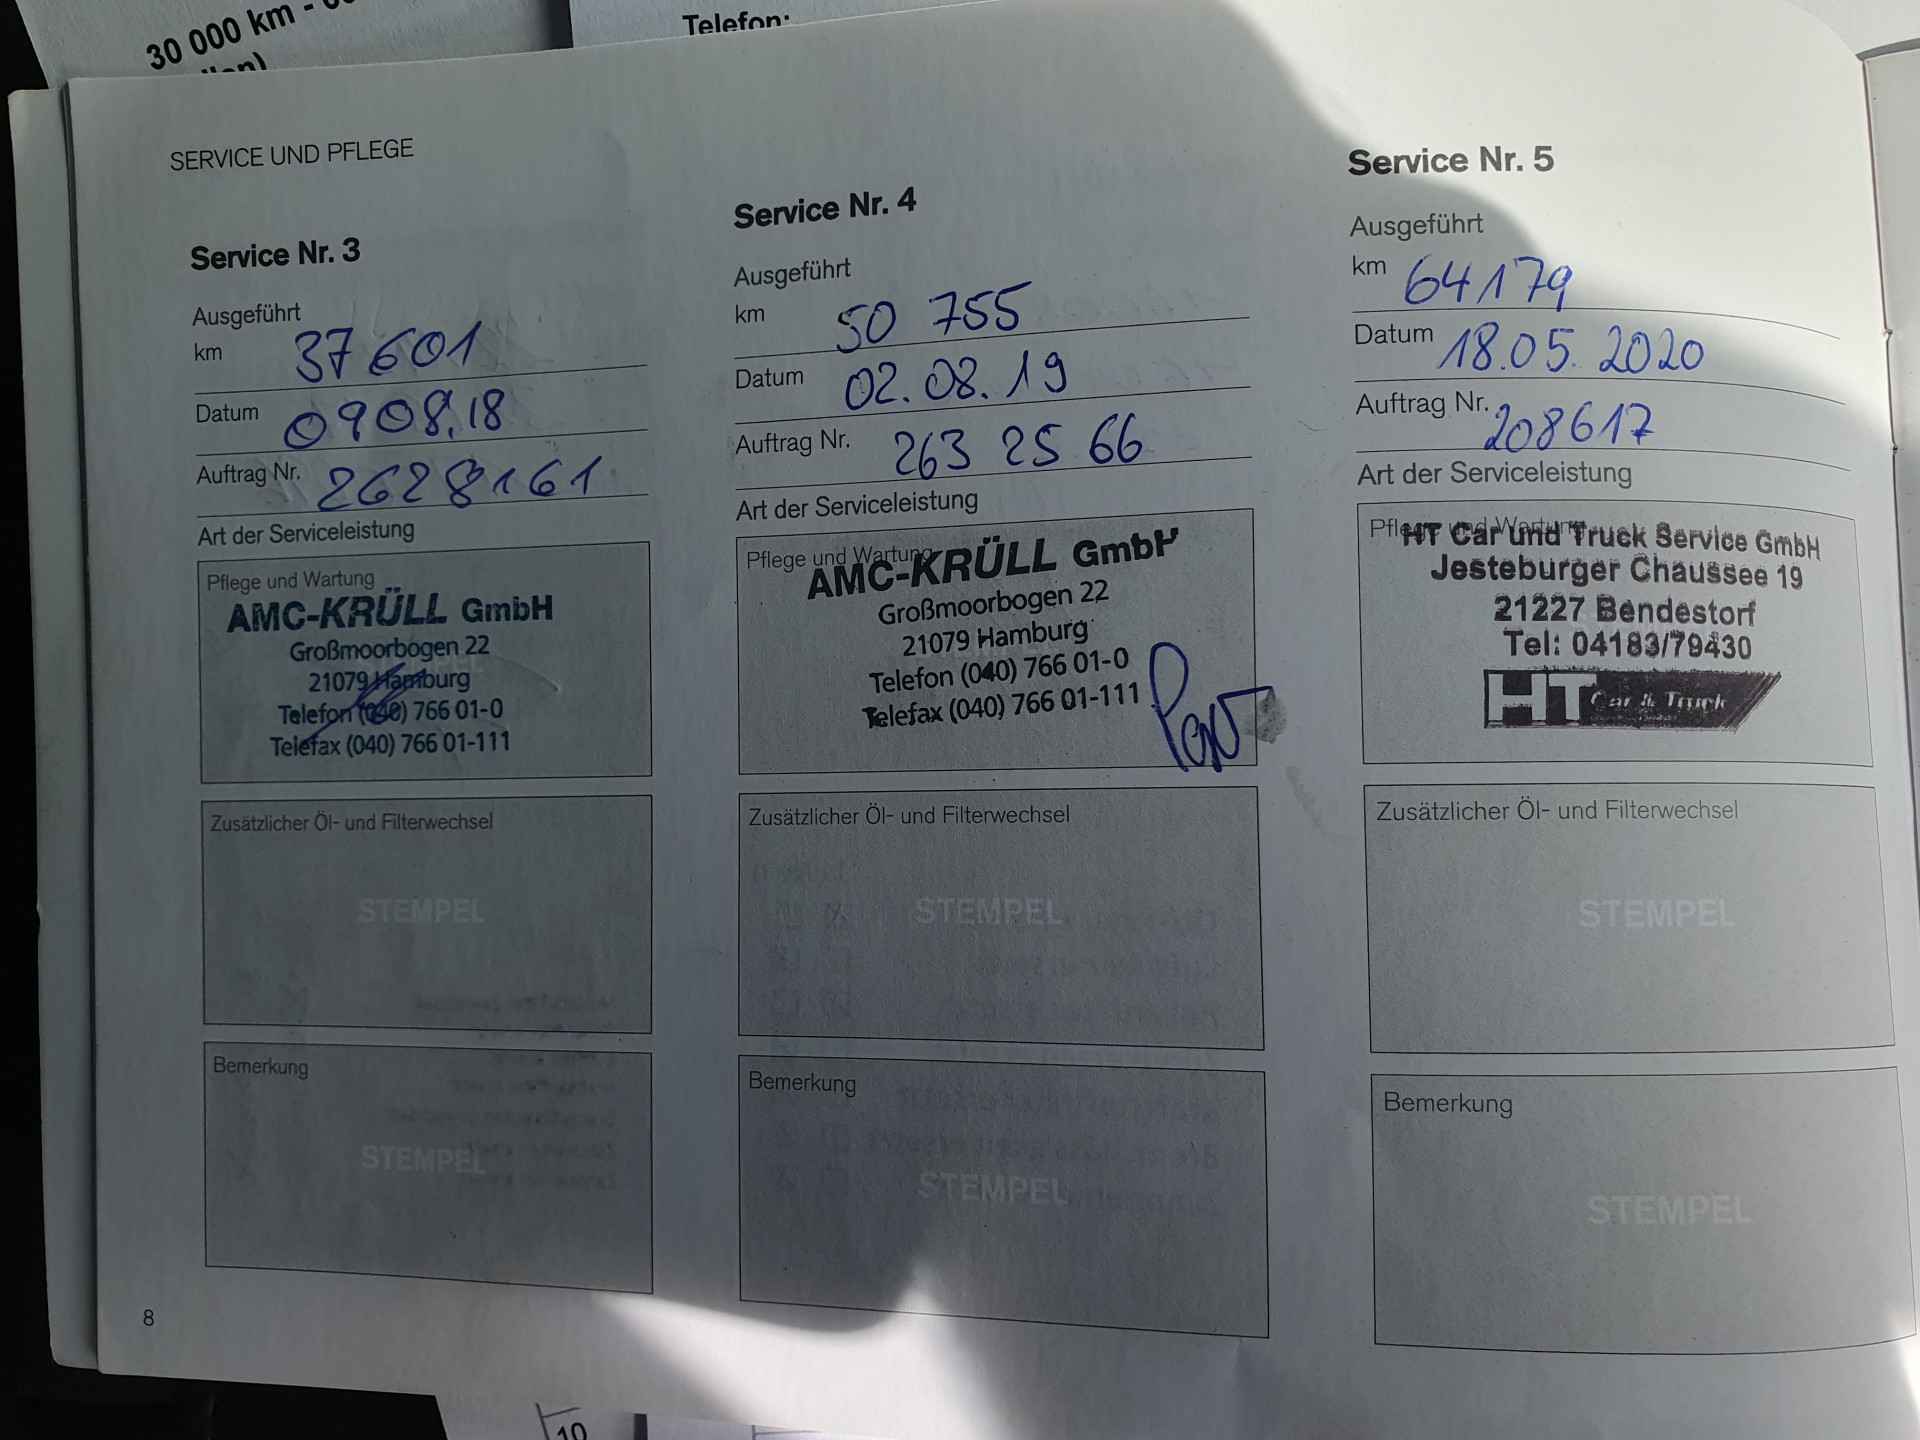 30 000 km -
Telefon:
SERVICE UND PFLEGE
Service Nr. 3
Ausgeführt
km 37 601
Datum 0908.18
Auftrag Nr. 2628161
Art der Serviceleistung
Pflege und Wartung
AMC-KRÜLL GmbH
Großmoorbogen 22
21079 Hamburg
Telefon (040) 766 01-0
Telefax (040) 766 01-111
Zusätzlicher Öl- und Filterwechsel
STEMPEL
Bemerkung
STEMPEL
8
Service Nr. 4
Ausgeführt
km 50 755
Datum 02.08.19
Auftrag Nr. 263 25 66
Art der Serviceleistung
Pflege und Wartung
AMC-KRÜLL GmbH
Großmoorbogen 22
21079 Hamburg
Telefon (040) 766 01-0
Telefax (040) 766 01-111
Zusätzlicher Öl- und Filterwechsel
STEMPEL
Bemerkung
STEMPEL
Service Nr. 5
Ausgeführt
km 64179
Datum 18.05.2020
Auftrag Nr. 208617
Art der Serviceleistung
Pflege und Wartung
HT Car und Truck Service GmbH
Jesteburger Chaussee 19
21227 Bendestorf
Tel: 04183/79430
HT Car & Truck
Zusätzlicher Öl- und Filterwechsel
STEMPEL
Bemerkung
STEMPEL
10